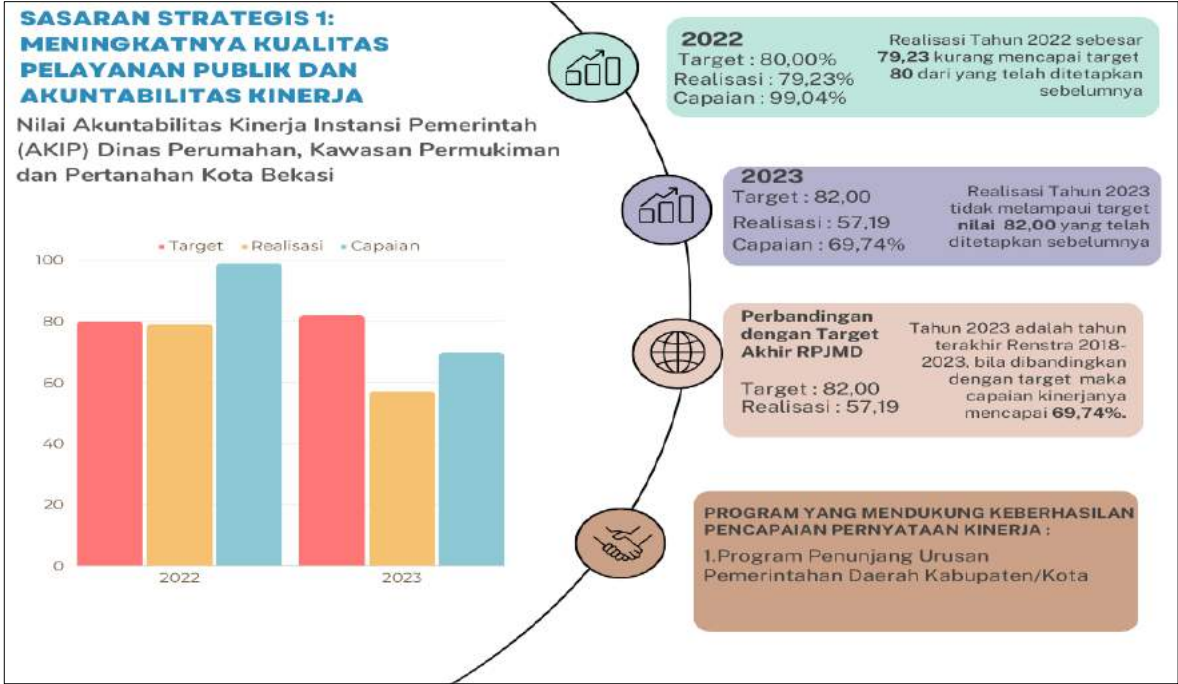 SASARAN STRATEGIS 1:
MENINGKATNYA KUALITAS
PELAYANAN PUBLIK DAN
AKUNTABILITAS KINERJA
Nilai Akuntabilitas Kinerja Instansi Pemerintah
(AKIP) Dinas Perumahan, Kawasan Permukiman
dan Pertanahan Kota Bekasi
Target Realisasi Capaian
100
80
60
40
20
0
2022 2023
2022
Target : 80,00%
Realisasi : 79,23%
Capaian : 99,04%
Realisasi Tahun 2022 sebesar
79,23 kurang mencapai target
80 dari yang telah ditetapkan
sebelumnya
2023
Target : 82,00
Realisasi : 57,19
Capaian : 69,74%
Realisasi Tahun 2023
tidak melampaui target
nilai 82,00 yang telah
ditetapkan sebelumnya
Perbandingan
dengan Target
Akhir RPJMD
Target : 82,00
Realisasi : 57,19
Tahun 2023 adalah tahun
terakhir Renstra 2018-
2023, bila dibandingkan
dengan target maka
capaian kinerjanya
mencapai 69,74%.
PROGRAM YANG MENDUKUNG KEBERHASILAN
PENCAPAIAN PERNYATAAN KINERJA :
1.Program Penunjang Urusan
Pemerintahan Daerah Kabupaten/Kota